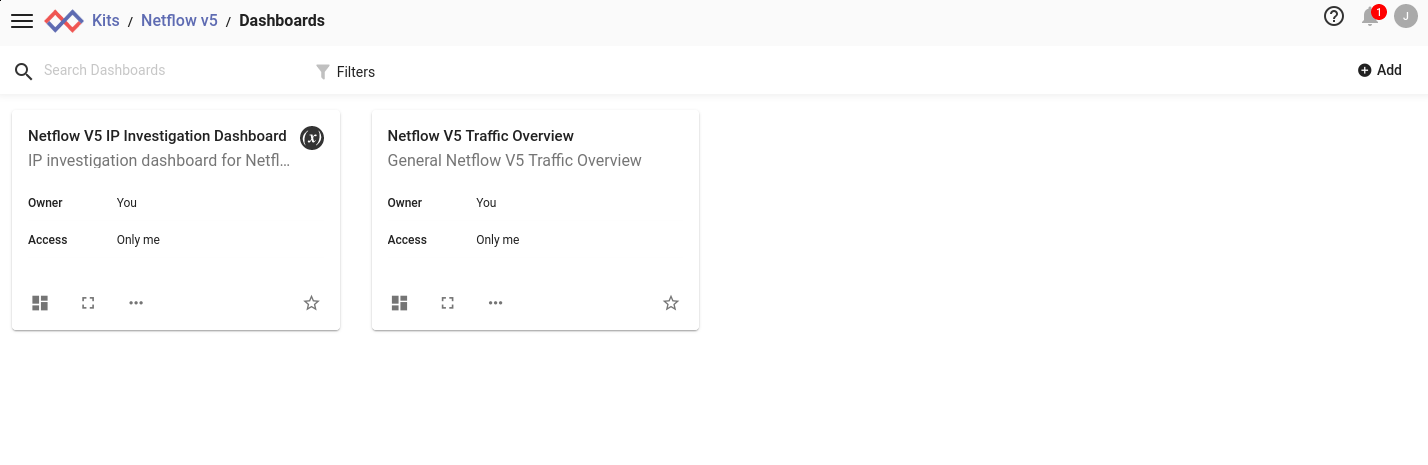 Kits / Netflow v5 / Dashboards
1
J
Search Dashboards
Filters
Add
Netflow V5 IP Investigation Dashboard
(x)
IP investigation dashboard for Netfl...
Owner You
Access Only me
Netflow V5 Traffic Overview
General Netflow V5 Traffic Overview
Owner You
Access Only me